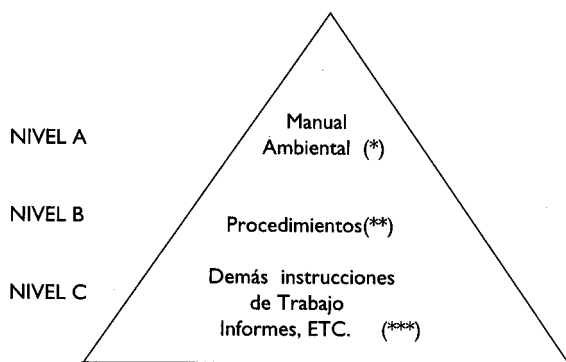 NIVEL A
Manual
Ambiental (*)
NIVEL B
Procedimientos(**)
NIVEL C
Demás instrucciones
de Trabajo
Informes, ETC. (***)